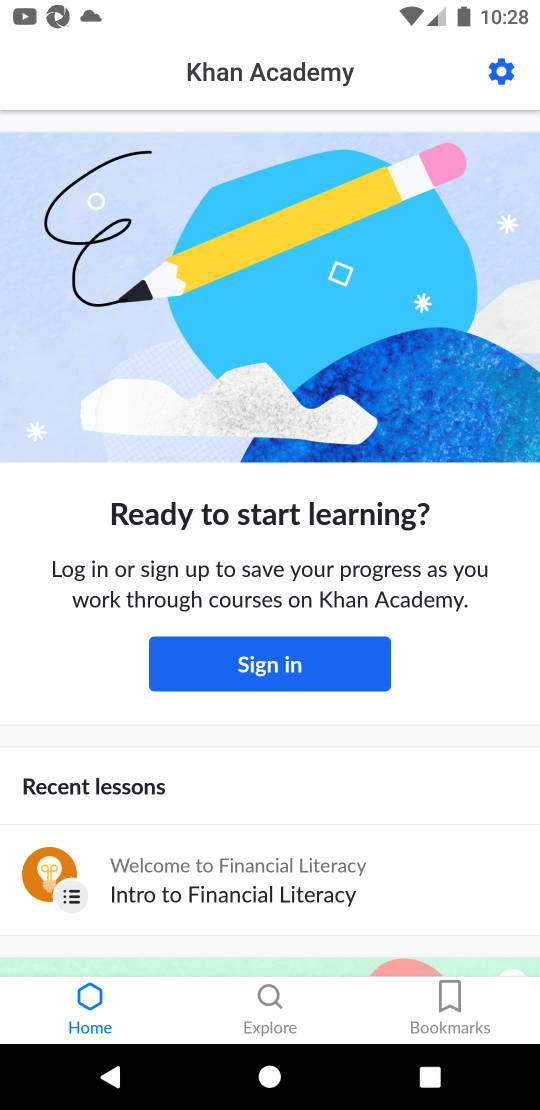 10:28
Khan Academy
Ready to start learning?
Log in or sign up to save your progress as you
work through courses on Khan Academy.
Sign in
Recent lessons
Welcome to Financial Literacy
Intro to Financial Literacy
Home
Explore
Bookmarks